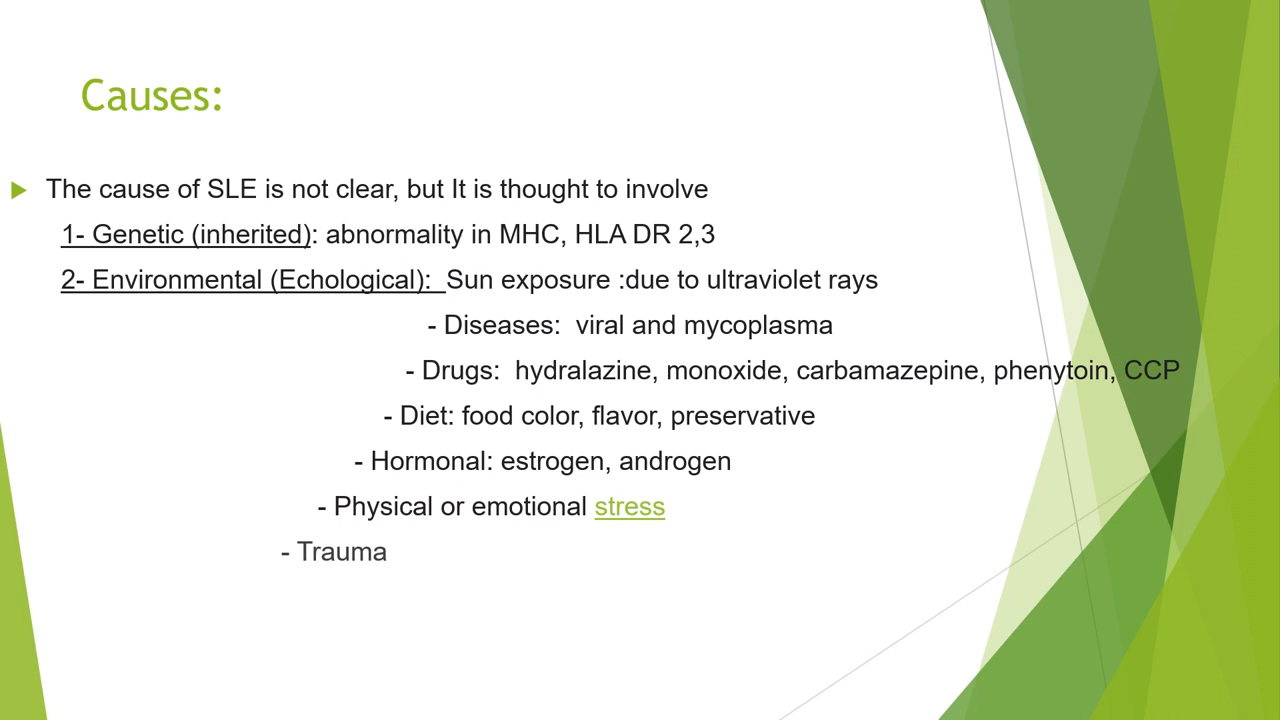 Causes:
The cause of SLE is not clear, but It is thought to involve
1- Genetic (inherited): abnormality in MHC, HLA DR 2,3
2- Environmental (Echological): Sun exposure :due to ultraviolet rays
- Diseases: viral and mycoplasma
- Drugs: hydralazine, monoxide, carbamazepine, phenytoin, CCP
- Diet: food color, flavor, preservative
- Hormonal: estrogen, androgen
- Physical or emotional stress
- Trauma